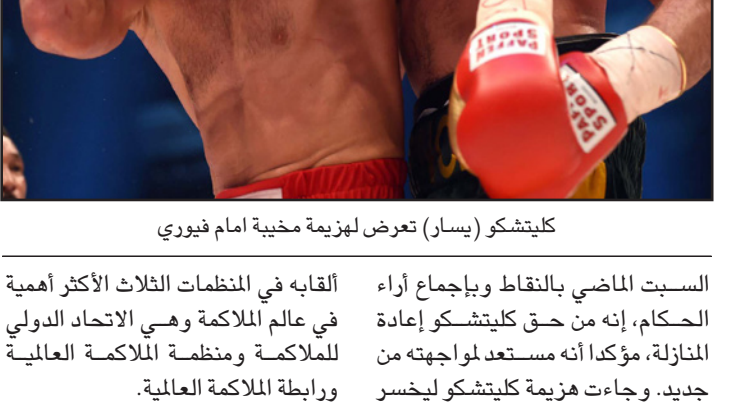 PAFFEN
SPORT
PAFFEN
SPORT
كليتشكو (يسار) تعرض لهزيمة مخيبة امام فيوري
السبت الماضي بالنقاط وبإجماع أراء
الحكام، إنه من حق كليتشكو إعادة
المنازلة، مؤكدا أنه مستعد لمواجهته من
جديد. وجاءت هزيمة كليتشكو ليخسر
ألقابه في المنظمات الثلاث الأكثر أهمية
في عالم الملاكمة وهي الاتحاد الدولي
للملاكمة ومنظمة الملاكمة العالمية
ورابطة الملاكمة العالمية.